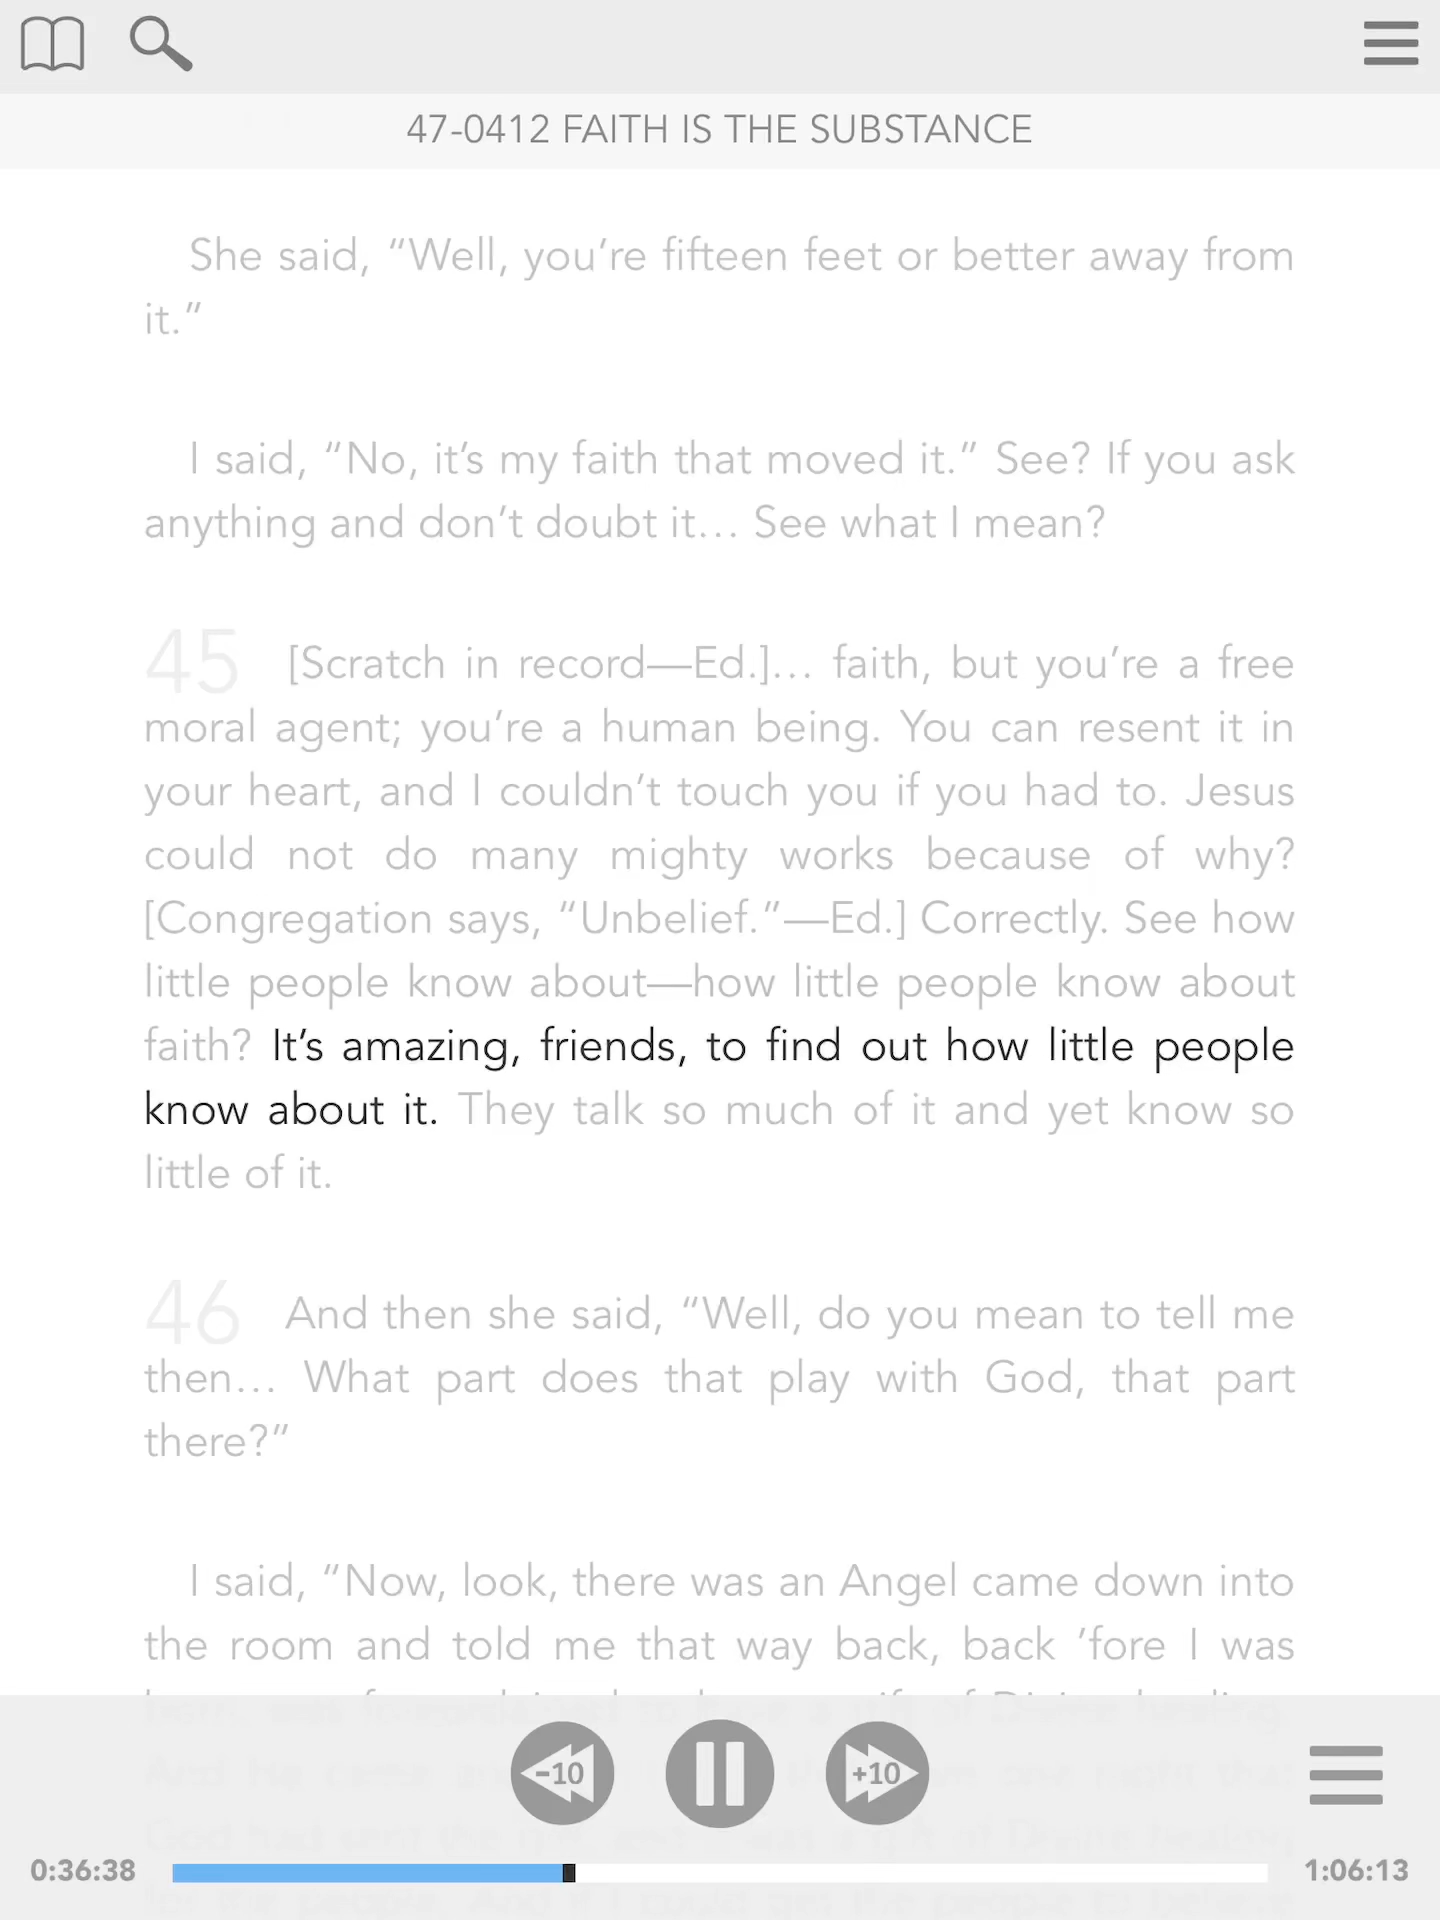 47-0412 FAITH IS THE SUBSTANCE
She said, “Well, you’re fifteen feet or better away from
it.”
I said, “No, it’s my faith that moved it.” See? If you ask
anything and don’t doubt it… See what I mean?
45 [Scratch in record—Ed.]… faith, but you’re a free
moral agent; you’re a human being. You can resent it in
your heart, and I couldn’t touch you if you had to. Jesus
could not do many mighty works because of why?
[Congregation says, “Unbelief.”—Ed.] Correctly. See how
little people know about—how little people know about
faith? It’s amazing, friends, to find out how little people
know about it. They talk so much of it and yet know so
little of it.
46 And then she said, “Well, do you mean to tell me
then… What part does that play with God, that part
there?”
I said, “Now, look, there was an Angel came down into
the room and told me that way back, back ’fore I was
-10 +10
0:36:38 1:06:13